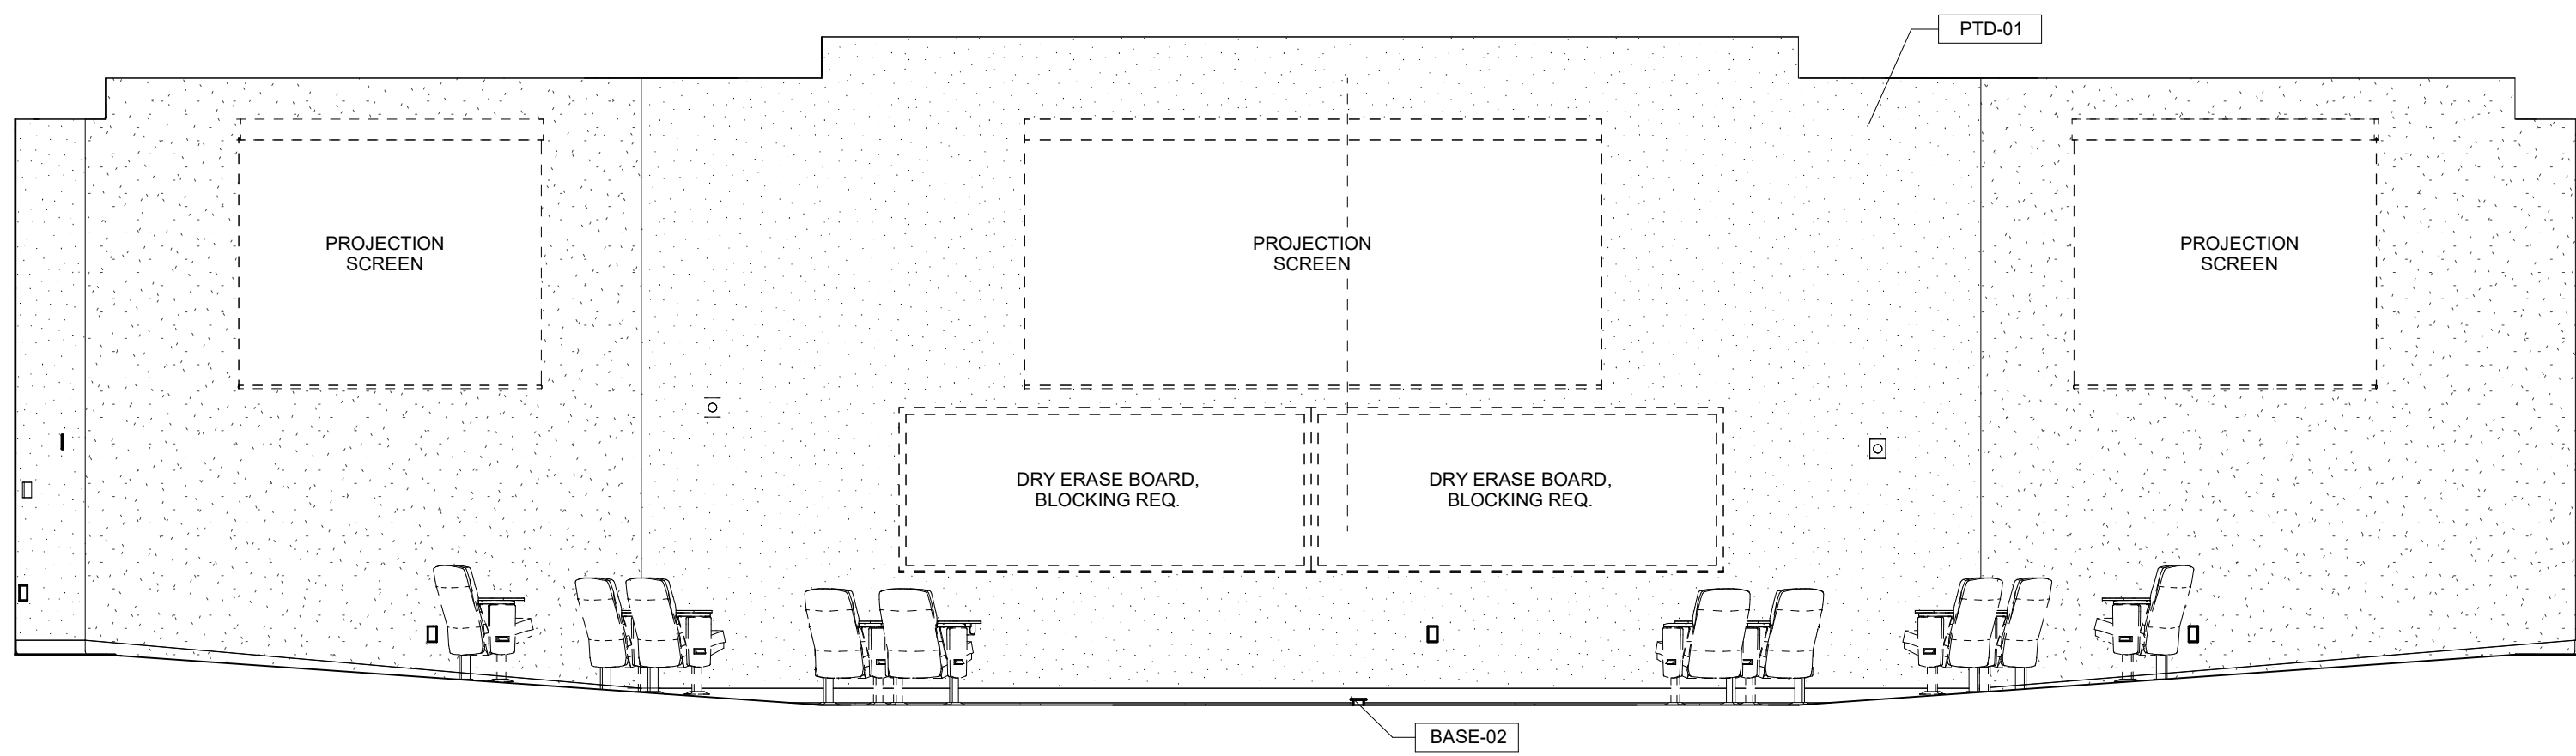 PTD-01
PROJECTION
SCREEN
PROJECTION
SCREEN
PROJECTION
SCREEN
DRY ERASE BOARD,
BLOCKING REQ.
DRY ERASE BOARD,
BLOCKING REQ.
BASE-02